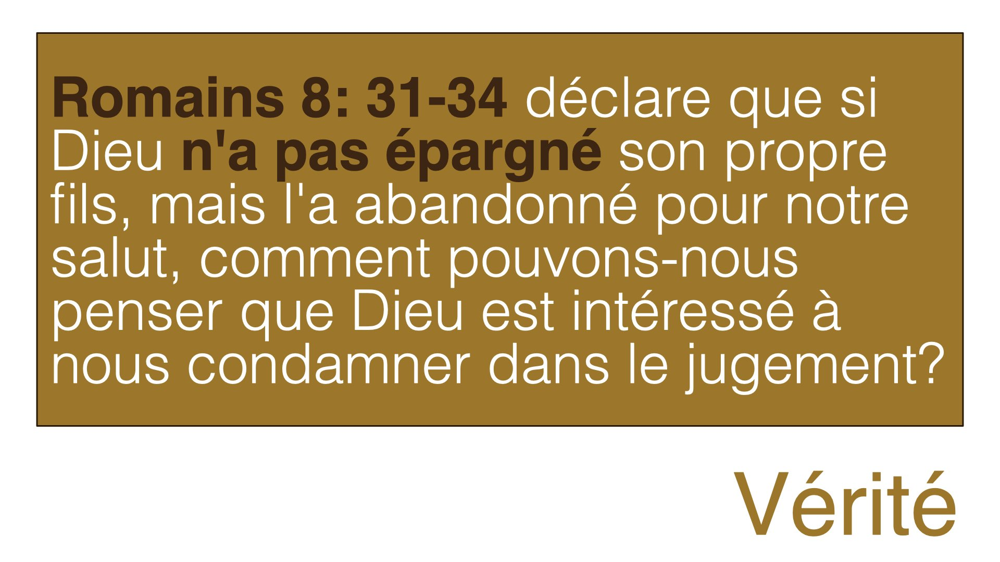 Romains 8: 31-34 déclare que si
Dieu n'a pas épargné son propre
fils, mais l'a abandonné pour notre
salut, comment pouvons-nous
penser que Dieu est intéressé à
nous condamner dans le jugement?
Vérité